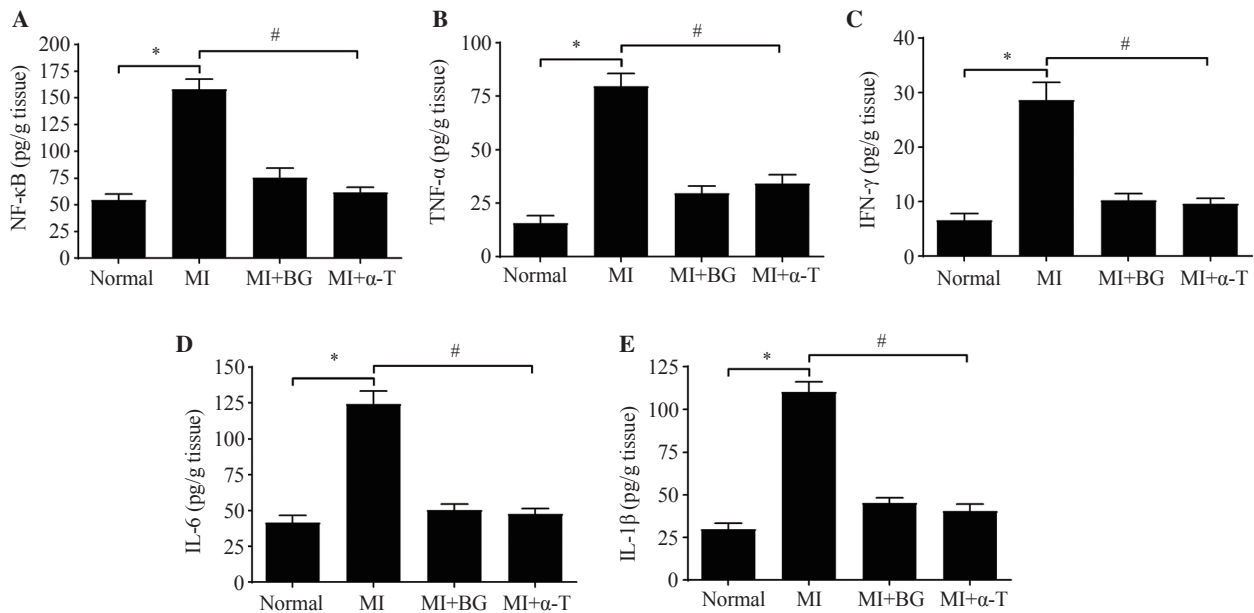 A
NF-κB (pg/g tissue)
200
175
150
125
100
75
50
25
0
*
#
Normal MI MI+BG MI+α-T
B
TNF-α (pg/g tissue)
100
75
50
25
0
*
#
Normal MI MI+BG MI+α-T
C
IFN-γ (pg/g tissue)
40
30
20
10
0
*
#
Normal MI MI+BG MI+α-T
D
IL-6 (pg/g tissue)
150
125
100
75
50
25
0
*
#
Normal MI MI+BG MI+α-T
E
IL-1β (pg/g tissue)
125
100
75
50
25
0
*
#
Normal MI MI+BG MI+α-T